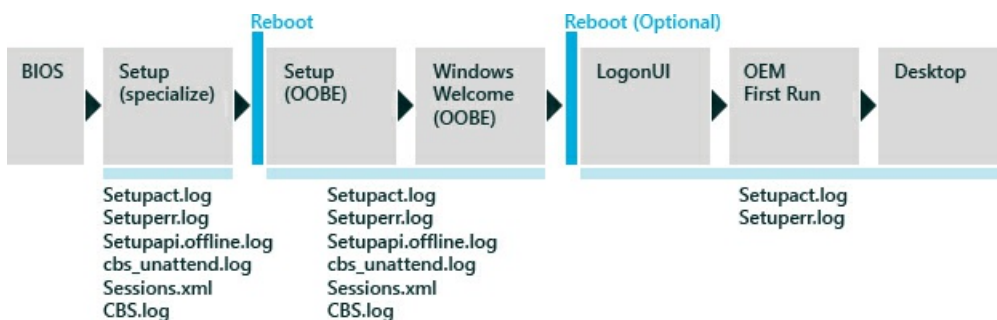 Reboot
Reboot (Optional)
BIOS
Setup
(specialize)
Setup
(OOBE)
Windows
Welcome
(OOBE)
LogonUI
OEM
First Run
Desktop
Setupact.log
Setuperr.log
Setupapi.offline.log
cbs_unattend.log
Sessions.xml
CBS.log
Setupact.log
Setuperr.log
Setupapi.offline.log
cbs_unattend.log
Sessions.xml
CBS.log
Setupact.log
Setuperr.log